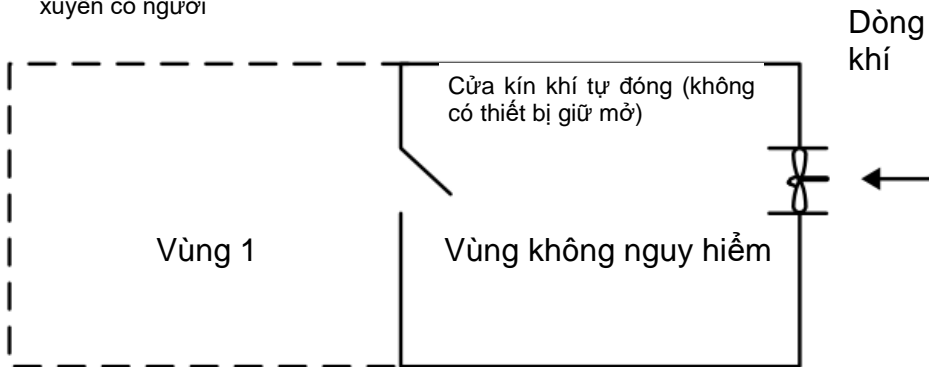 xuyên có người
Dòng
khí
Cửa kín khí tự đóng (không
có thiết bị giữ mở)
Vùng 1
Vùng không nguy hiểm